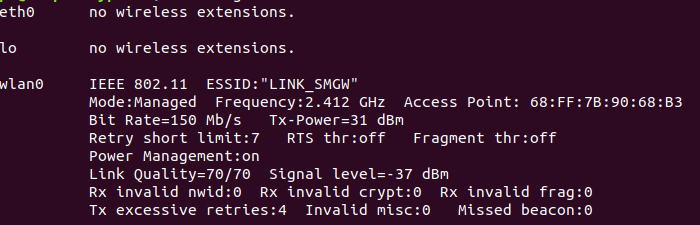 eth0      no wireless extensions.
lo        no wireless extensions.
wlan0     IEEE 802.11  ESSID:"LINK_SMGW"
Mode:Managed  Frequency:2.412 GHz  Access Point: 68:FF:7B:90:68:B3
Bit Rate=150 Mb/s   Tx-Power=31 dBm
Retry short limit:7   RTS thr:off   Fragment thr:off
Power Management:on
Link Quality=70/70  Signal level=-37 dBm
Rx invalid nwid:0  Rx invalid crypt:0  Rx invalid frag:0
Tx excessive retries:4  Invalid misc:0   Missed beacon:0